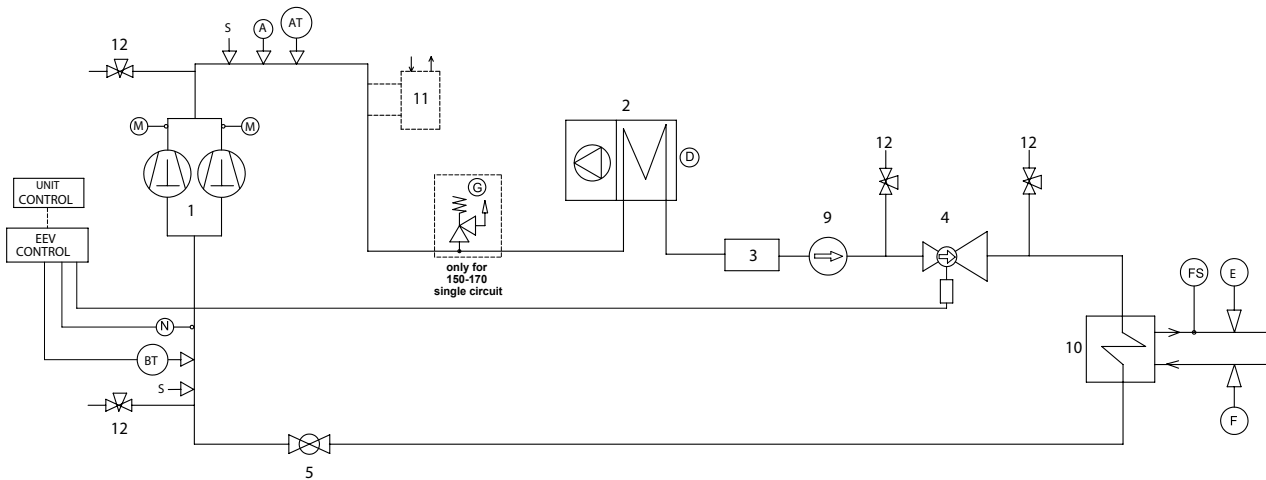 S
A
AT
12
M
M
11
2
D
12
12
UNIT
CONTROL
1
G
9
4
EEV
CONTROL
3
only for
150-170
single circuit
FS
E
N
10
BT
S
12
F
5